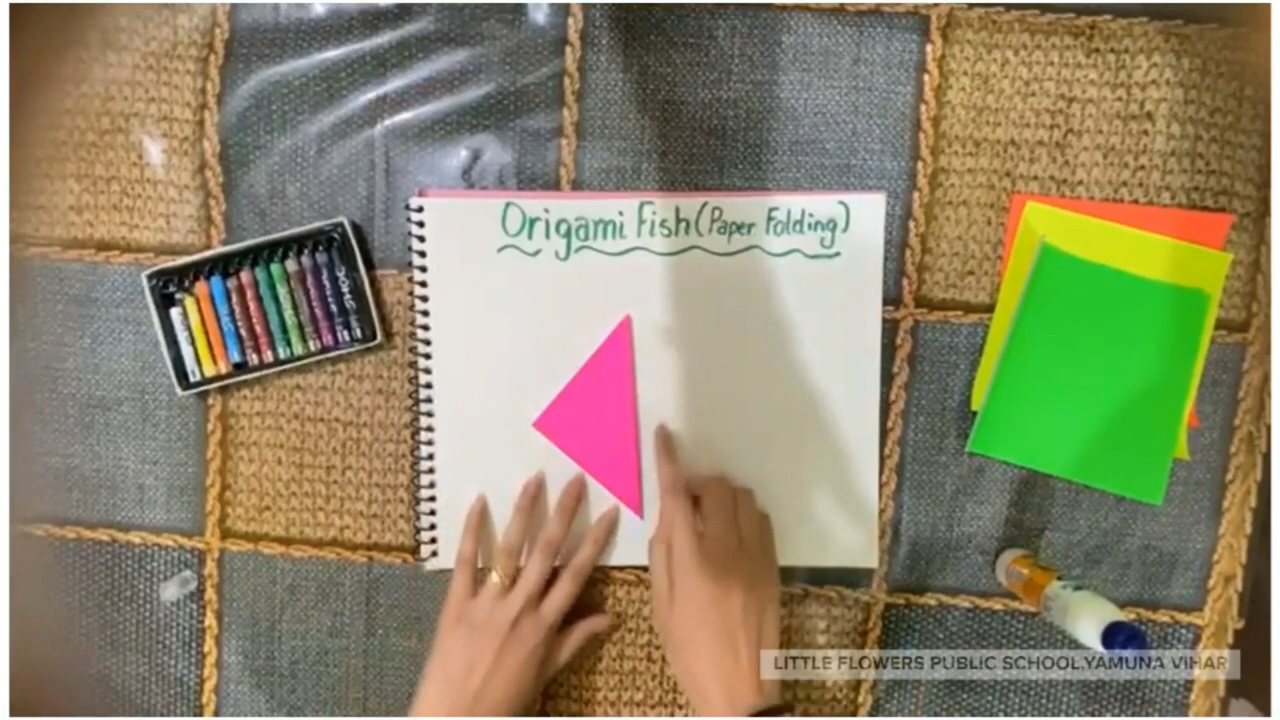 Origami Fish (Paper Folding)
LITTLE FLOWERS PUBLIC SCHOOL,YAMUNA VIHAR